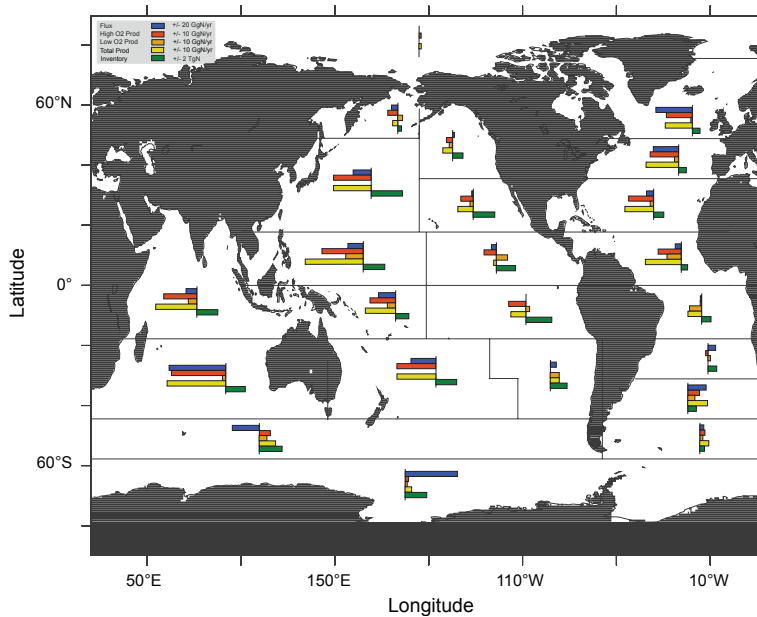 Flux +/- 20 GgN/yr
High O2 Prod +/- 10 GgN/yr
Low O2 Prod +/- 10 GgN/yr
Total Prod +/- 10 GgN/yr
Inventory +/- 2 TgN
60°N
0°
60°S
Latitude
50°E 150°E 110°W 10°W
Longitude